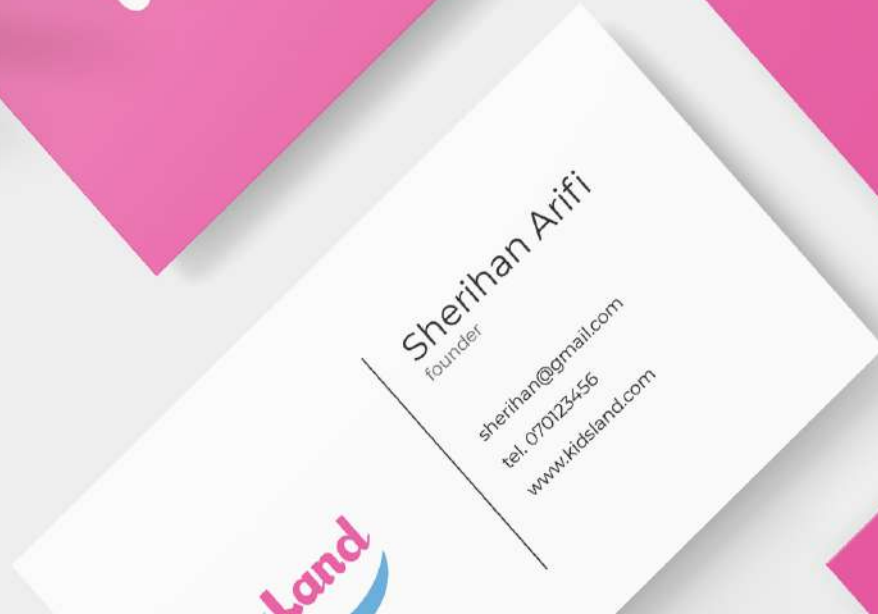 Sherihan Arifi
founder
sherihan@gmail.com
tel. 070123456
www.kidsland.com
Land